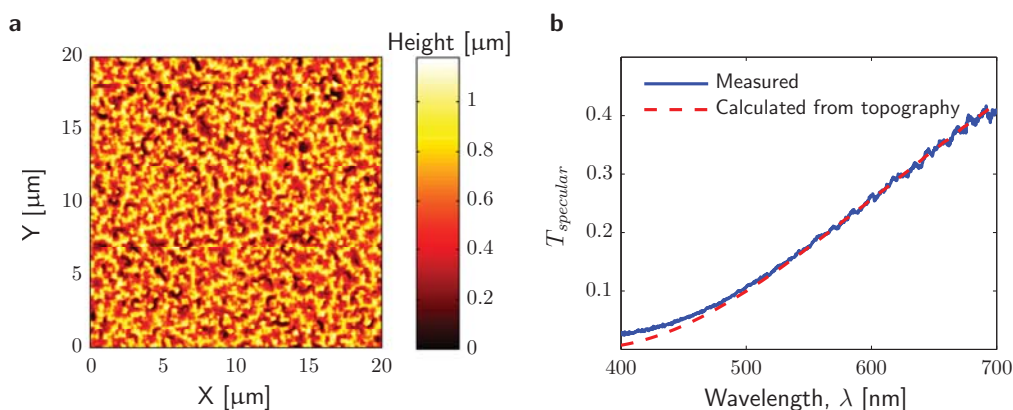 a
Height [μm]
20
15
10
5
0
Y [μm]
0
5
10
15
20
X [μm]
1
0.8
0.6
0.4
0.2
0
b
Measured
Calculated from topography
0.4
0.3
0.2
0.1
T specular
400
500
600
700
Wavelength, λ [nm]